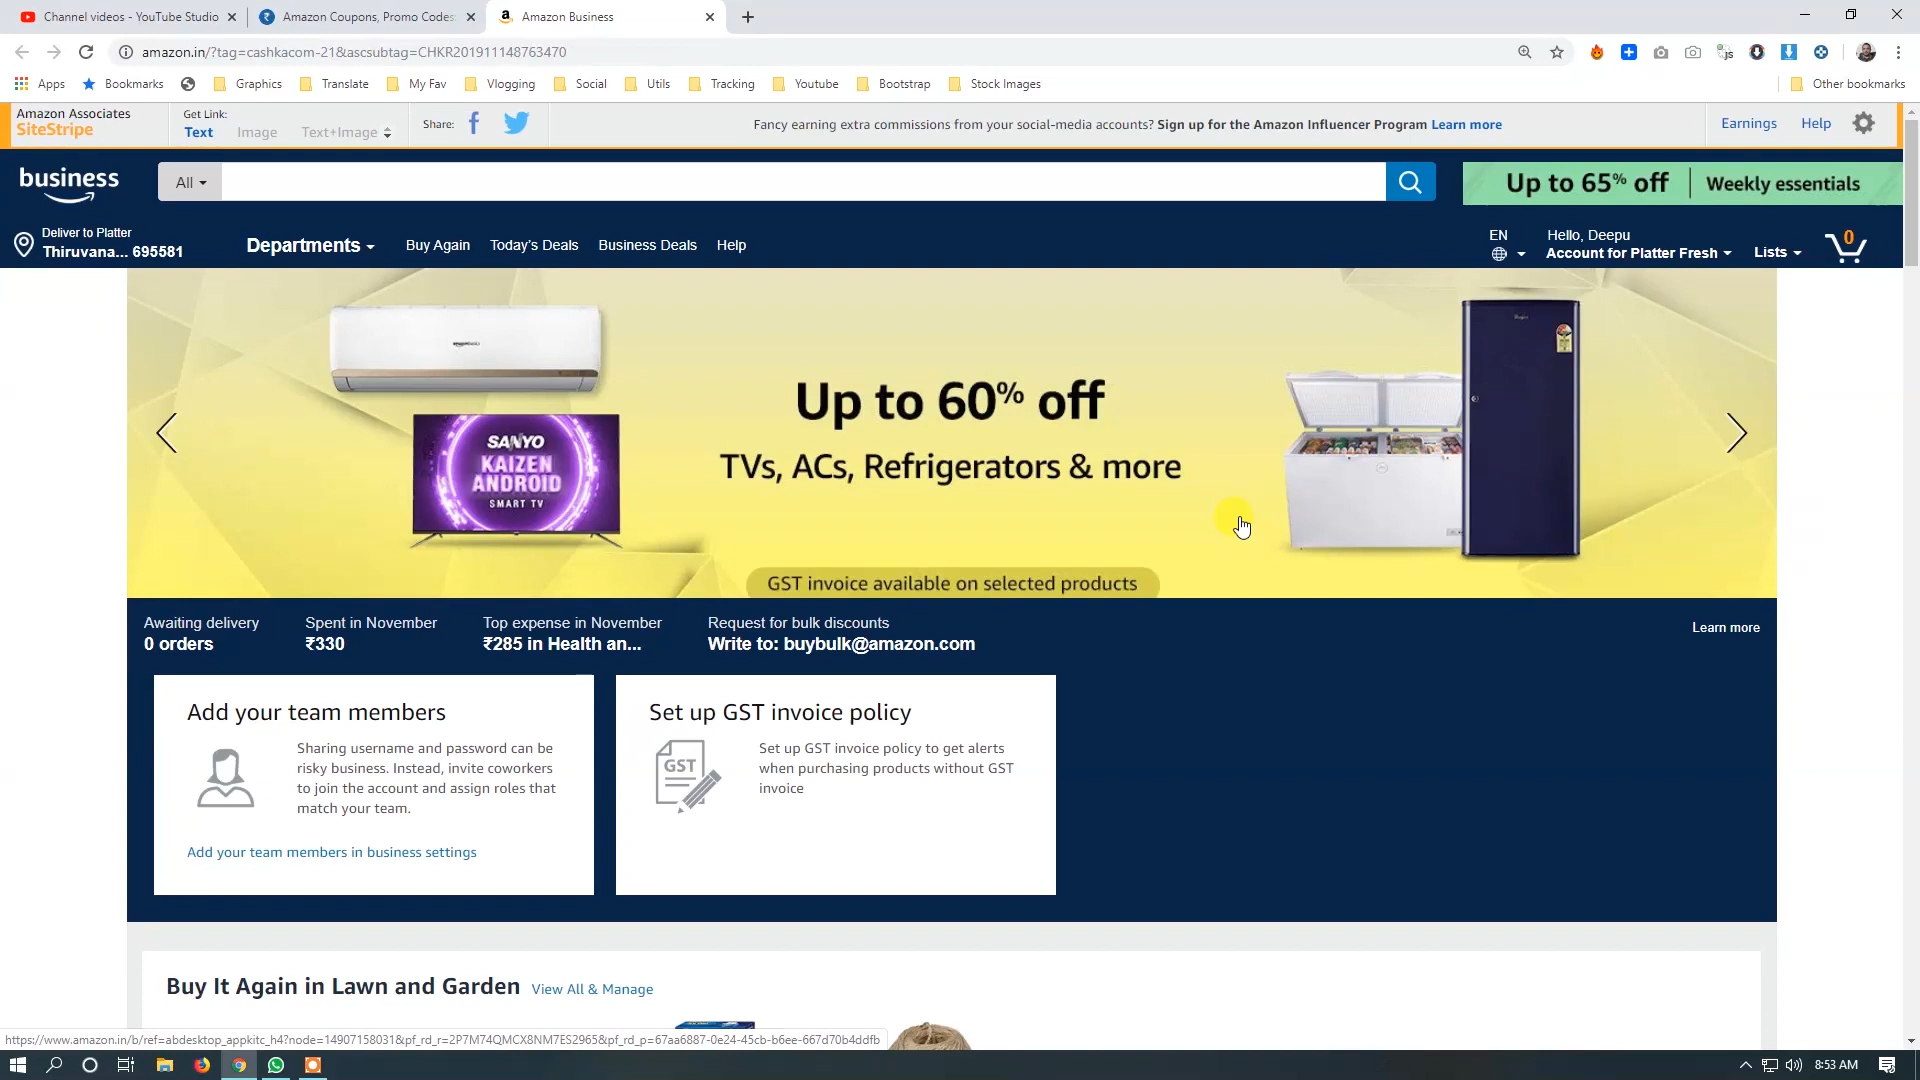 Channel videos - YouTube Studio
Amazon Coupons, Promo Codes
Amazon Business
amazon.in/?tag=cashkacom-21&ascsubtag=CHKR201911148763470
Apps
Bookmarks
Graphics
Translate
My Fav
Vlogging
Social
Utils
Tracking
Youtube
Bootstrap
Stock Images
Other bookmarks
Amazon Associates
SiteStripe
Get Link:
Text
Image
Text+Image
Share:
Fancy earning extra commissions from your social-media accounts? Sign up for the Amazon Influencer Program Learn more
Earnings
Help
business
All
Up to 65% off
Weekly essentials
Deliver to Platter
Thiruvana... 695581
Departments
Buy Again
Today's Deals
Business Deals
Help
EN
Hello, Deepu
Account for Platter Fresh
Lists
0
SANYO
KAIZEN
ANDROID
SMART TV
Up to 60% off
TVs, ACs, Refrigerators & more
GST invoice available on selected products
Awaiting delivery
0 orders
Spent in November
₹330
Top expense in November
₹285 in Health an...
Request for bulk discounts
Write to: buybulk@amazon.com
Learn more
Add your team members
Sharing username and password can be
risky business. Instead, invite coworkers
to join the account and assign roles that
match your team.
Add your team members in business settings
Set up GST invoice policy
GST
Set up GST invoice policy to get alerts
when purchasing products without GST
invoice
Buy It Again in Lawn and Garden
View All & Manage
https://www.amazon.in/b/ref=abdesktop_appkitc_h4?node=14907158031&pf_rd_r=2P7M74QMCX8NM7ES2965&pf_rd_p=67aa6887-0e24-45cb-b6ee-667d70b4ddfb
8:53 AM